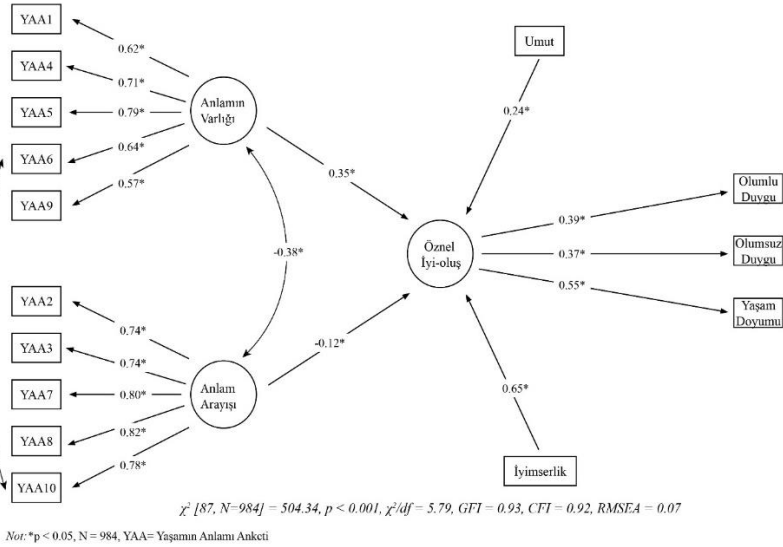 YAA1
YAA4
YAA5
YAA6
YAA9
0.62*
0.71*
0.79*
0.64*
0.57*
Anlamın
Varlığı
Umut
0.24*
0.35*
-0.38*
Öznel
İyi-oluş
0.39*
0.37*
0.55*
Olumlu
Duygu
Olumsuz
Duygu
Yaşam
Doyumu
YAA2
YAA3
YAA7
YAA8
YAA10
0.74*
0.74*
0.80*
0.82*
0.78*
Anlam
Arayışı
-0.12*
0.65*
İyimserlik
χ² [87, N=984] = 504.34, p < 0.001, χ²/df = 5.79, GFI = 0.93, CFI = 0.92, RMSEA = 0.07
Not: *p < 0.05, N = 984, YAA= Yaşamın Anlamı Anketi